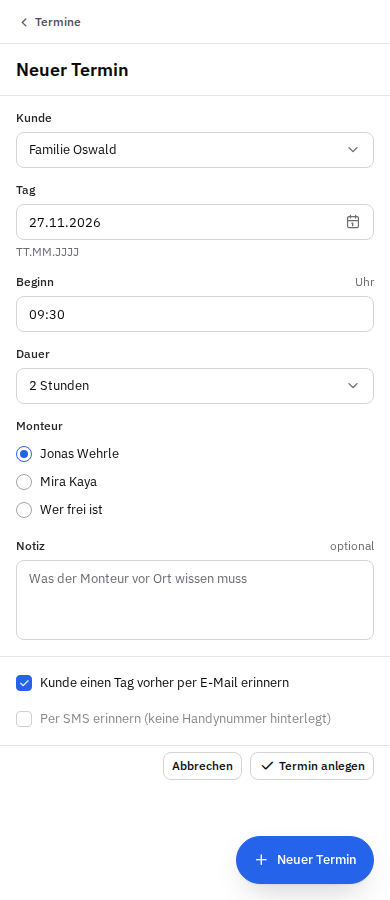 Termine
Neuer Termin
Kunde
Familie Oswald
Tag
27.11.2026
TT.MM.JJJJ
Beginn Uhr
09:30
Dauer
2 Stunden
Monteur
Jonas Wehrle
Mira Kaya
Wer frei ist
Notiz optional
Was der Monteur vor Ort wissen muss
Kunde einen Tag vorher per E-Mail erinnern
Per SMS erinnern (keine Handynummer hinterlegt)
Abbrechen Termin anlegen
Neuer Termin